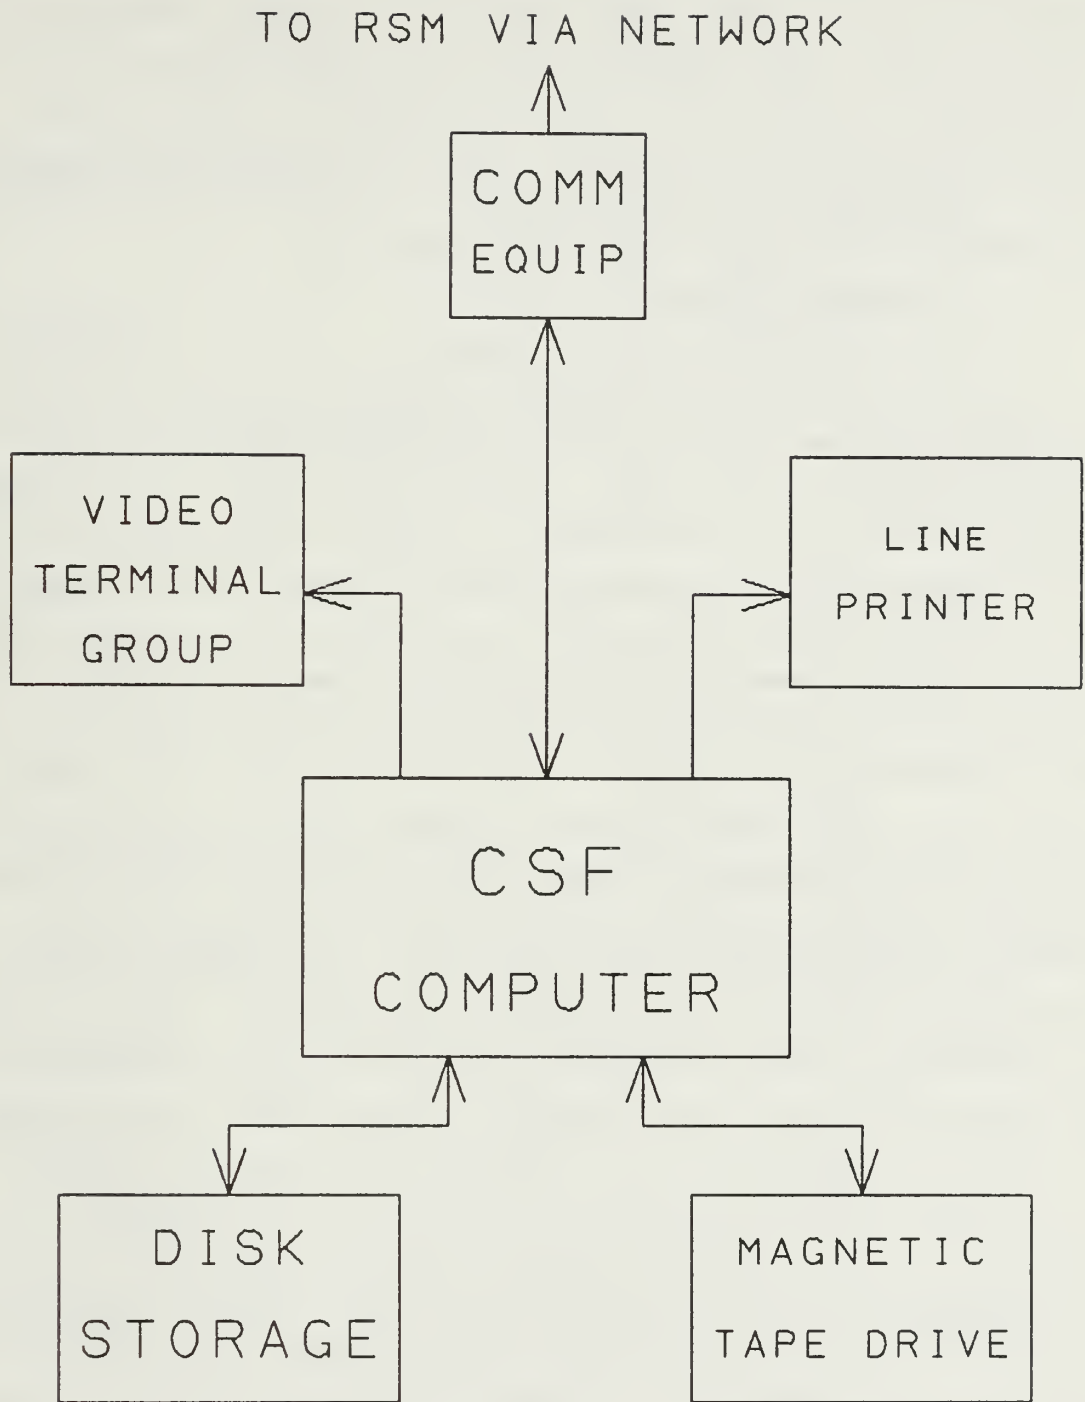 TO RSM VIA NETWORK
COMM
EQUIP
VIDEO
TERMINAL
GROUP
LINE
PRINTER
CSF
COMPUTER
DISK
STORAGE
MAGNETIC
TAPE DRIVE